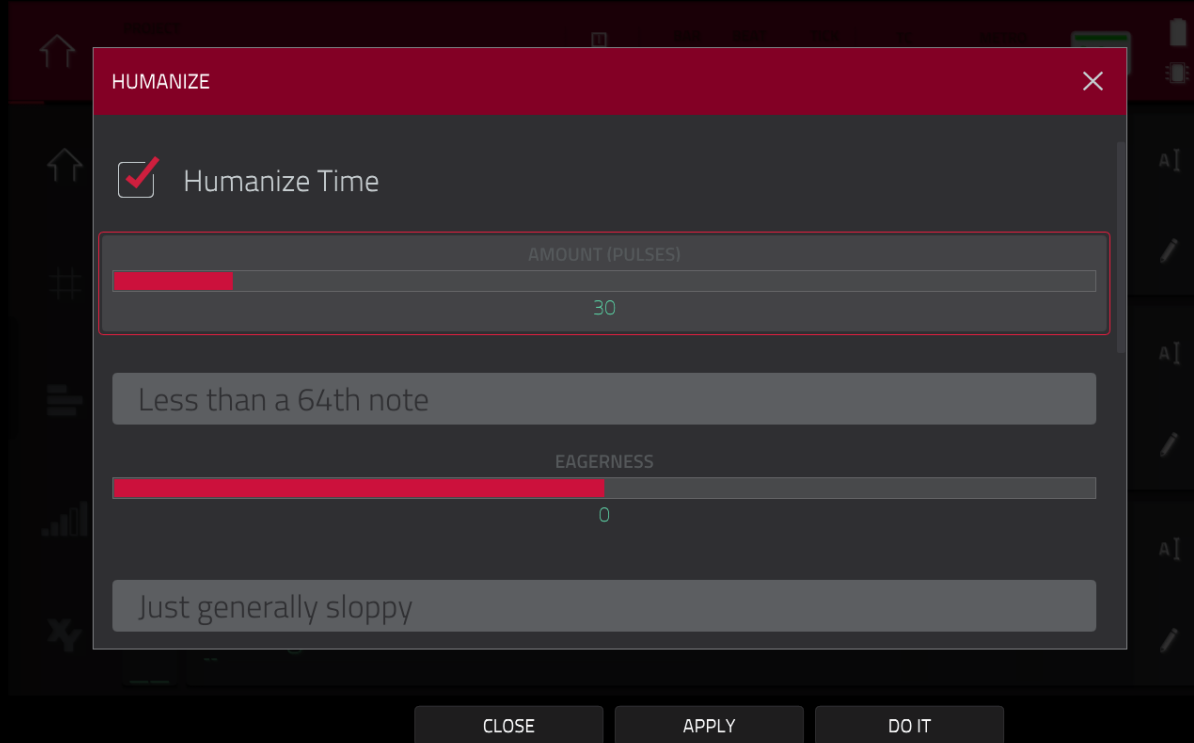 HUMANIZE
Humanize Time
AMOUNT (PULSES)
30
Less than a 64th note
EAGERNESS
0
Just generally sloppy
CLOSE APPLY DO IT